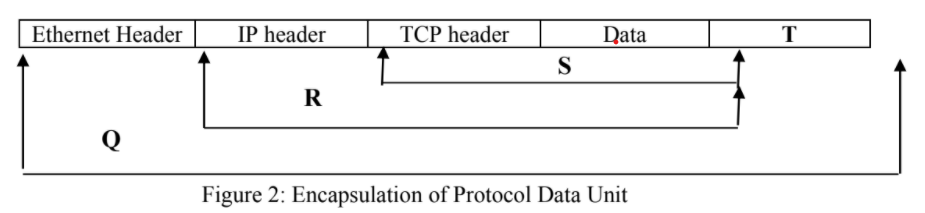 Ethernet Header IP header TCP header Data T
S
R
Q
Figure 2: Encapsulation of Protocol Data Unit